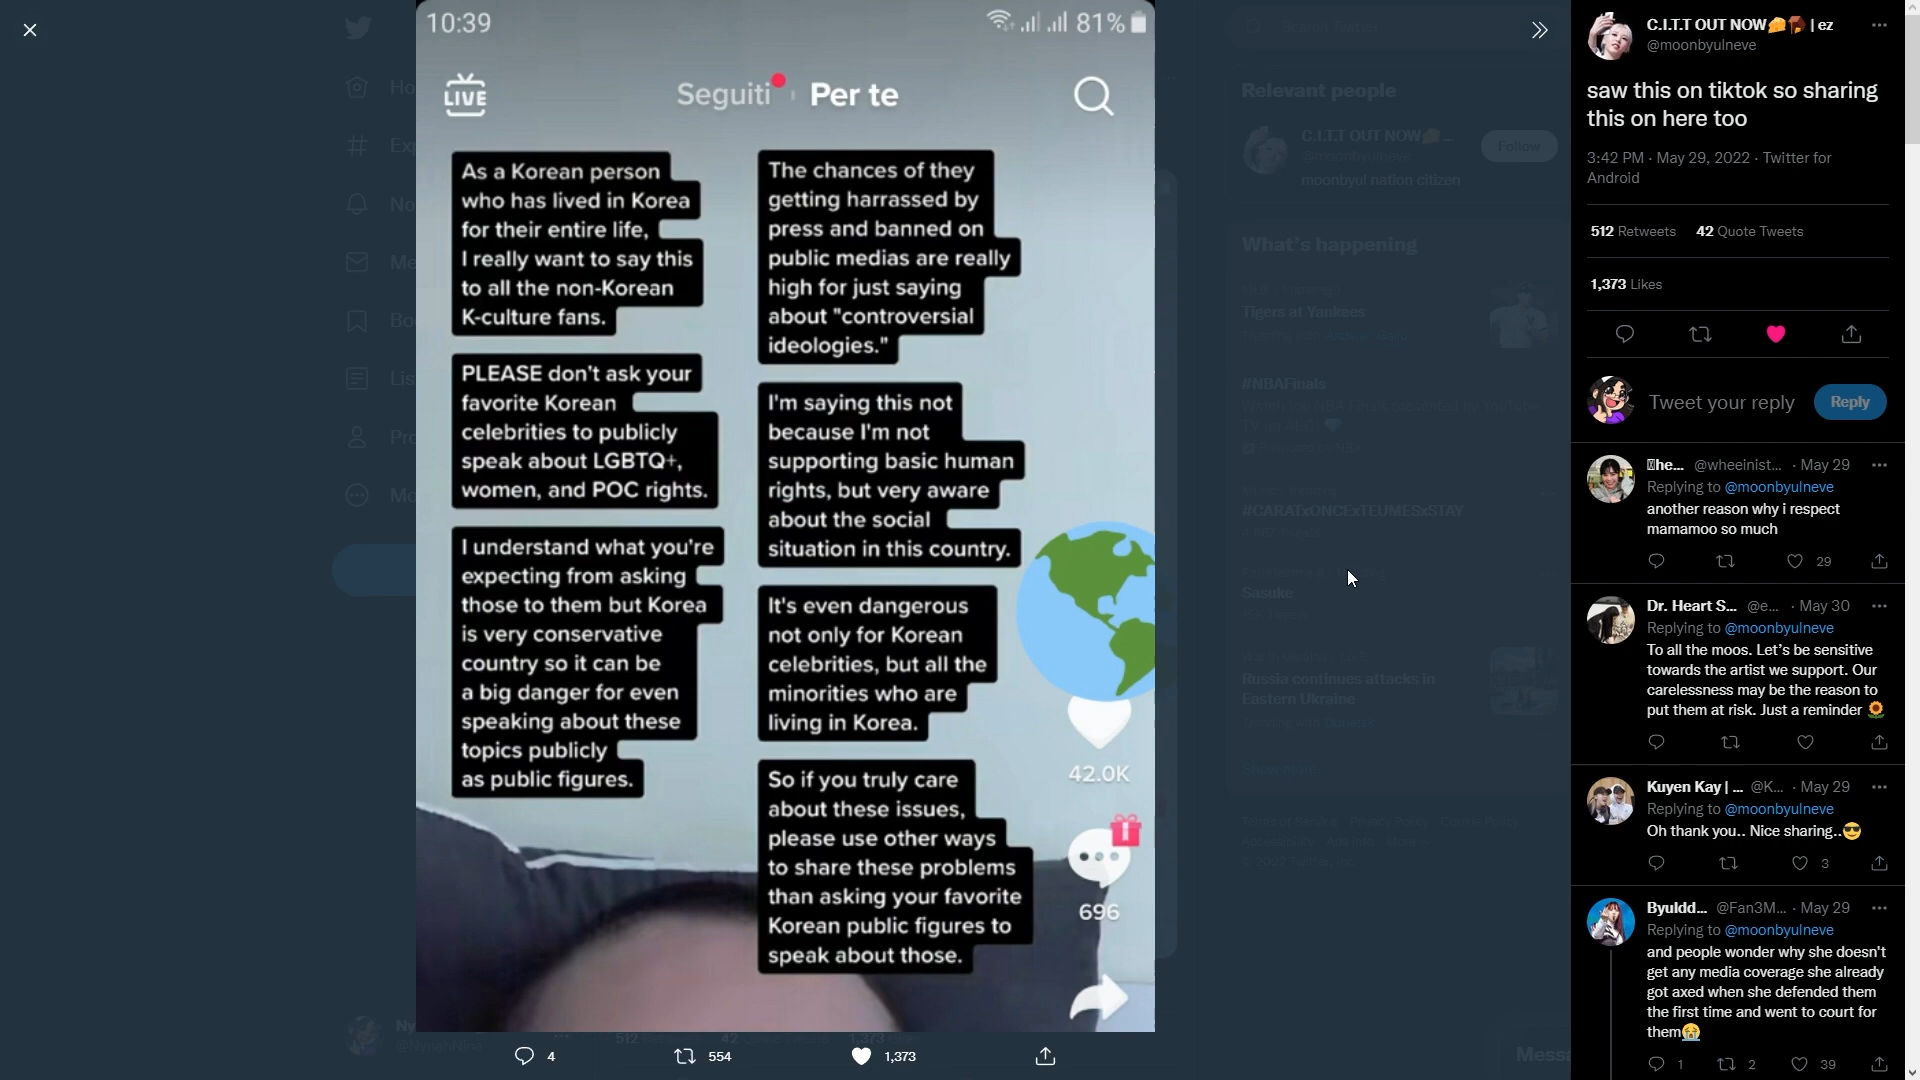 10:39
81%
LIVE
Seguiti
Per te
As a Korean person
who has lived in Korea
for their entire life,
I really want to say this
to all the non-Korean
K-culture fans.
PLEASE don't ask your
favorite Korean
celebrities to publicly
speak about LGBTQ+,
women, and POC rights.
I understand what you're
expecting from asking
those to them but Korea
is very conservative
country so it can be
a big danger for even
speaking about these
topics publicly
as public figures.
The chances of they
getting harrassed by
press and banned on
public medias are really
high for just saying
about "controversial
ideologies."
I'm saying this not
because I'm not
supporting basic human
rights, but very aware
about the social
situation in this country.
It's even dangerous
not only for Korean
celebrities, but all the
minorities who are
living in Korea.
So if you truly care
about these issues,
please use other ways
to share these problems
than asking your favorite
Korean public figures to
speak about those.
42.0K
696
4
554
1,373
Relevant people
C.I.T.T OUT NOW
@moonbyulneve
Follow
moonbyul nation citizen
What's happening
Tigers at Yankees
#NBAFinals
#CARATxONCExTEUMESxSTAY
Sasuke
Russia continues attacks in
Eastern Ukraine
Show more
C.I.T.T OUT NOW🧀🏚 | ez
@moonbyulneve
saw this on tiktok so sharing
this on here too
3:42 PM · May 29, 2022 · Twitter for
Android
512 Retweets 42 Quote Tweets
1,373 Likes
Tweet your reply
Reply
he... @wheeinist... · May 29
Replying to @moonbyulneve
another reason why i respect
mamamoo so much
29
Dr. Heart S... @e... · May 30
Replying to @moonbyulneve
To all the moos. Let's be sensitive
towards the artist we support. Our
carelessness may be the reason to
put them at risk. Just a reminder 🌻
Kuyen Kay | ... @K... · May 29
Replying to @moonbyulneve
Oh thank you.. Nice sharing..😎
3
Byuldd... @Fan3M... · May 29
Replying to @moonbyulneve
and people wonder why she doesn't
get any media coverage she already
got axed when she defended them
the first time and went to court for
them😭
1 2 39